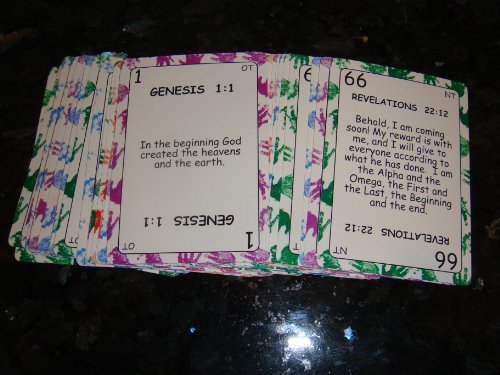 1
OT
GENESIS 1:1
In the beginning God
created the heavens
and the earth.
GENESIS 1:1
OT
1
6
66
NT
REVELATIONS 22:12
Behold, I am coming
soon! My reward is with
me, and I will give to
everyone according to
what he has done. I am
the Alpha and the
Omega, the First and
the Last, the Beginning
and the end.
REVELATIONS 22:12
NT
66